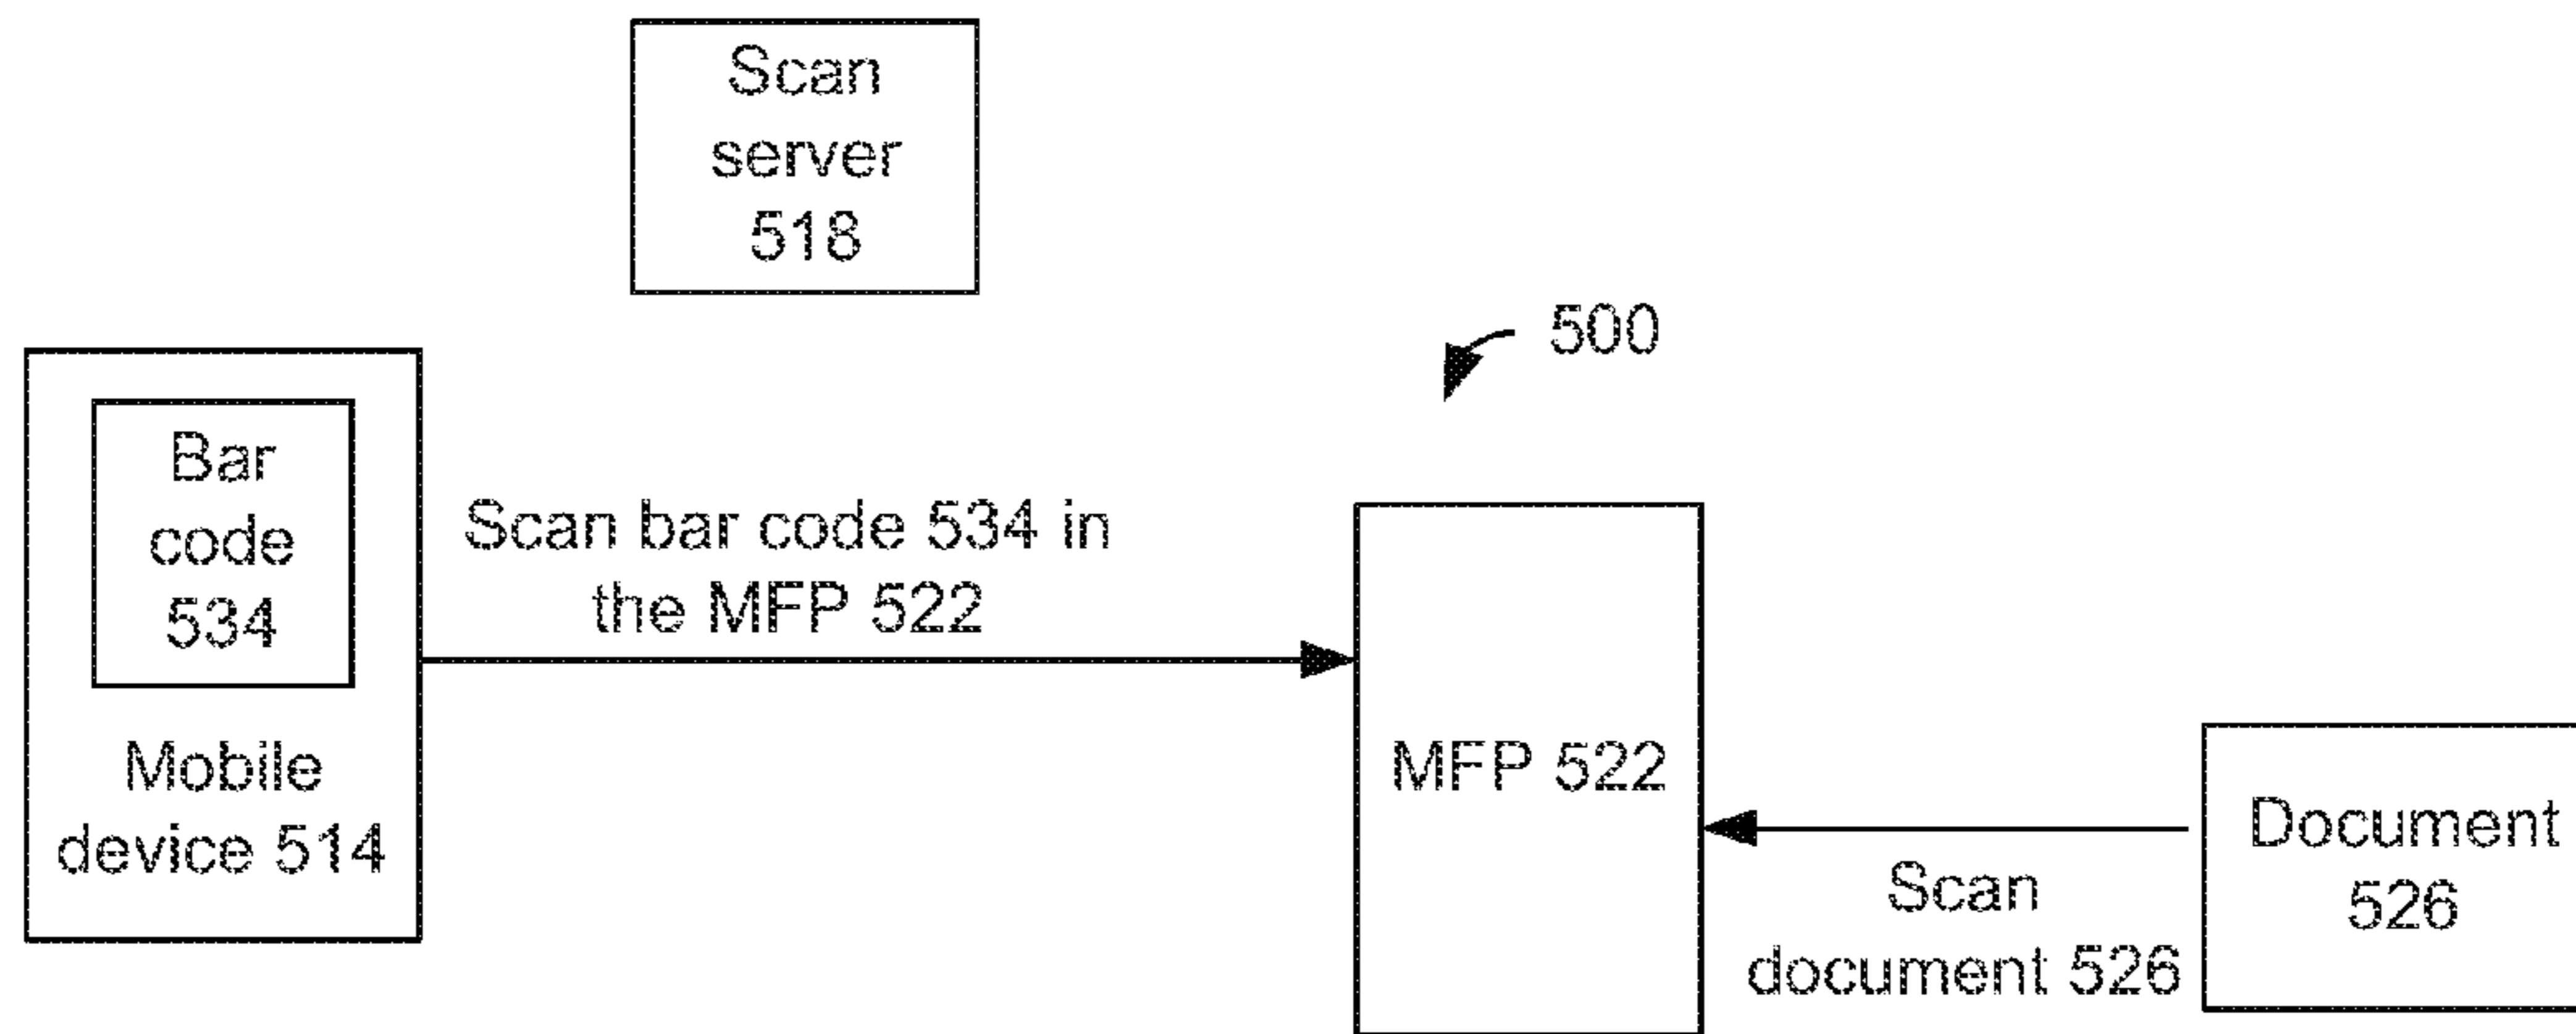 Scan
server
518
500
Bar
code
534
Mobile
device 514
Scan bar code 534 in
the MFP 522
MFP 522
Scan
document 526
Document
526